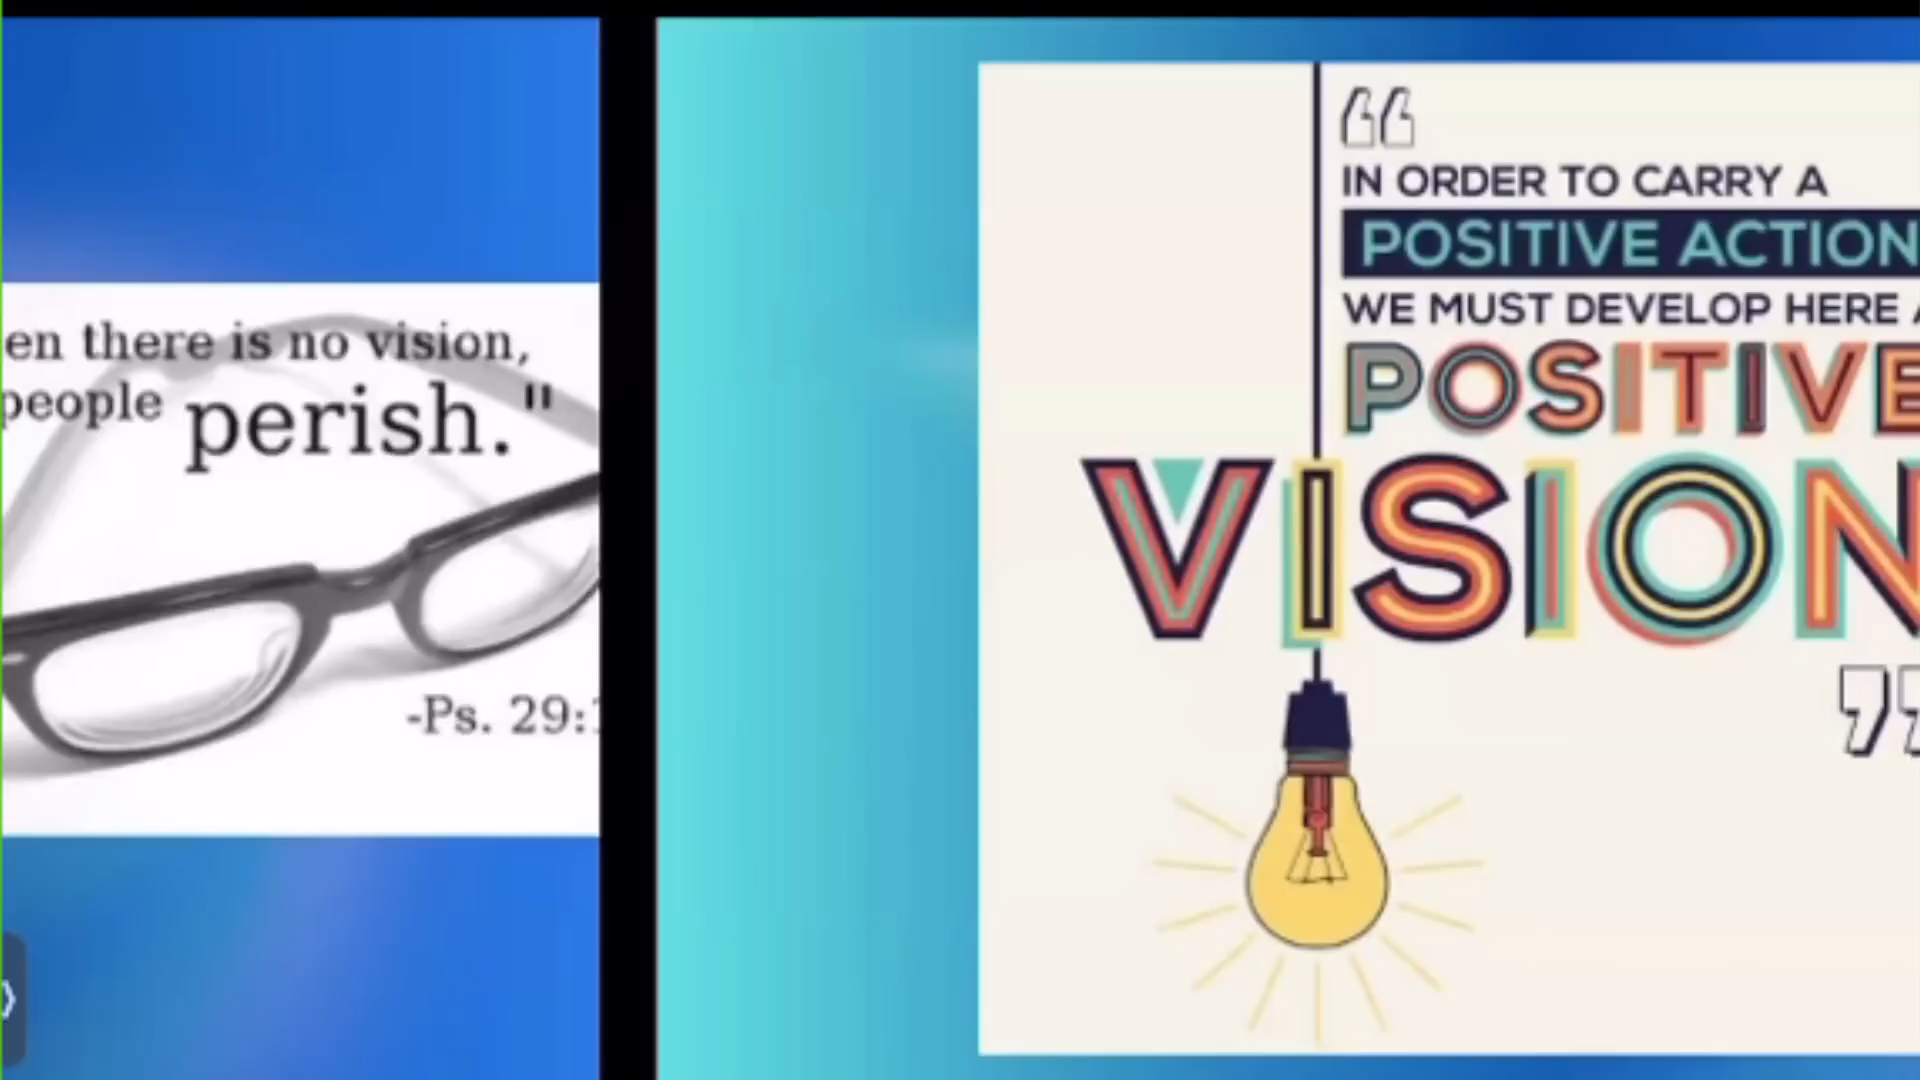 en there is no vision,
people perish."
-Ps. 29:
“
IN ORDER TO CARRY A
POSITIVE ACTION
WE MUST DEVELOP HERE
POSITIVE
VISION
”